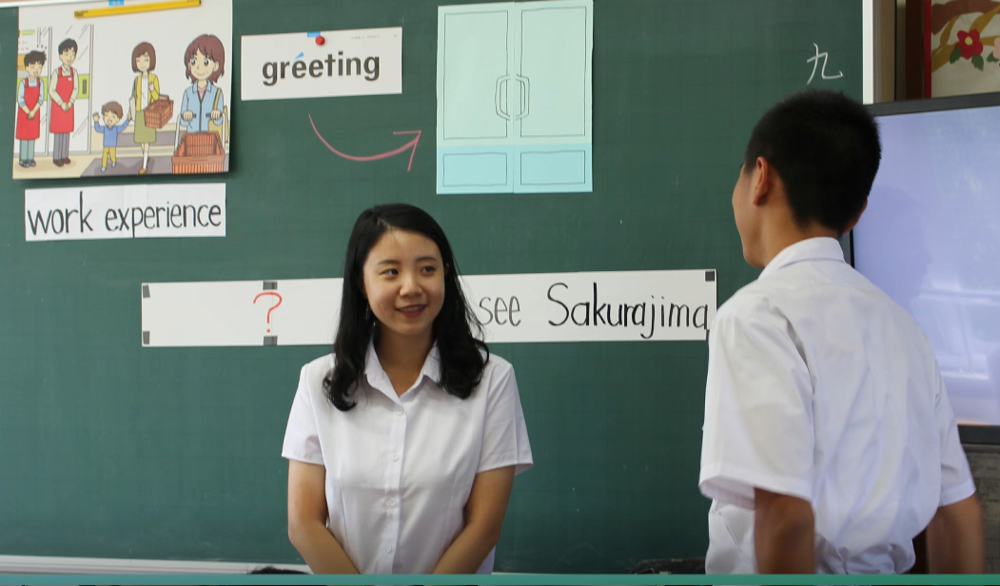 greeting
九
work experience
? see Sakurajima